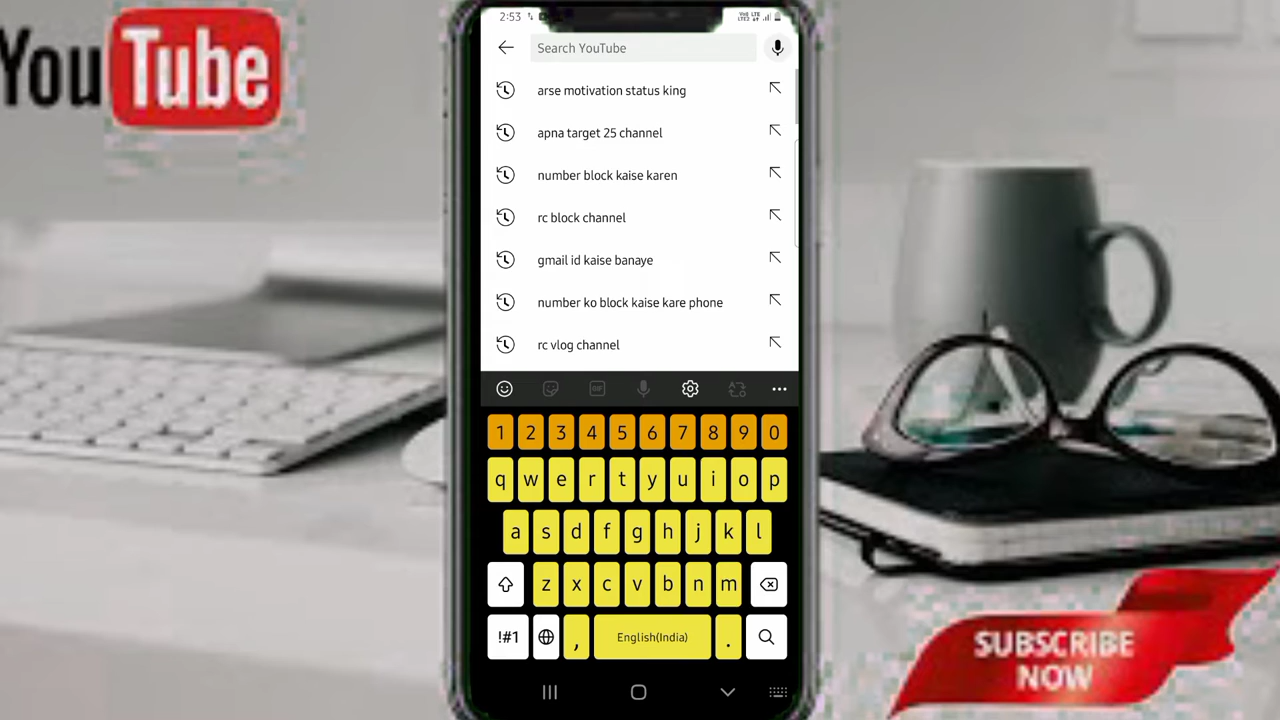 YouTube
2:53
Search YouTube
arse motivation status king
apna target 25 channel
number block kaise karen
rc block channel
gmail id kaise banaye
number ko block kaise kare phone
rc vlog channel
GIF
1 2 3 4 5 6 7 8 9 0
q w e r t y u i o p
a s d f g h j k l
z x c v b n m
!#1 , English(India) .
SUBSCRIBE
NOW